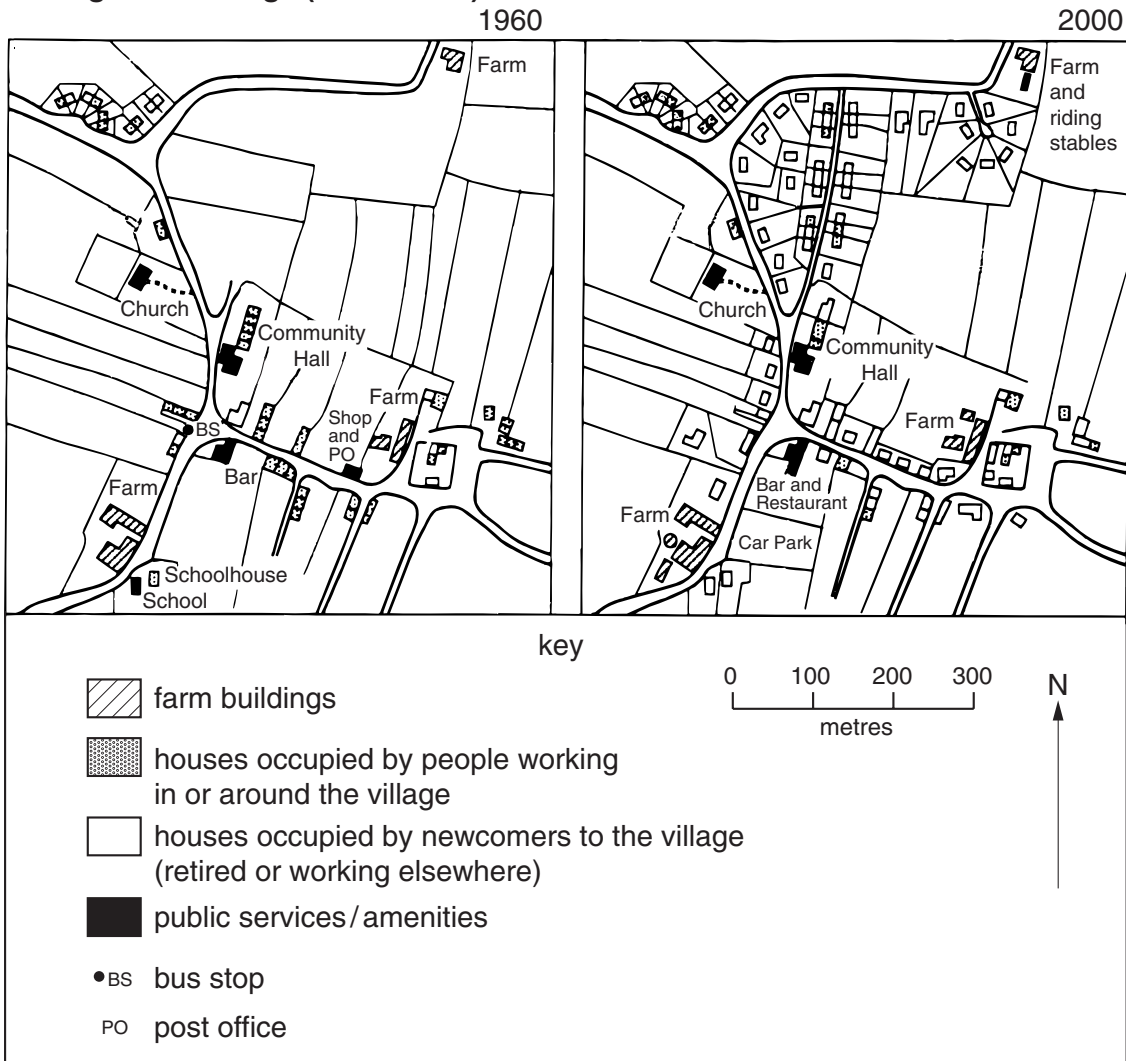 1960
2000
Farm
Church
Community
Hall
Farm
Shop
and
PO
BS
Bar
Farm
Schoolhouse
School
Farm
and
riding
stables
Church
Community
Hall
Farm
Bar and
Restaurant
Farm
Car Park
key
farm buildings
houses occupied by people working
in or around the village
houses occupied by newcomers to the village
(retired or working elsewhere)
public services/amenities
BS bus stop
PO post office
0 100 200 300
metres
N